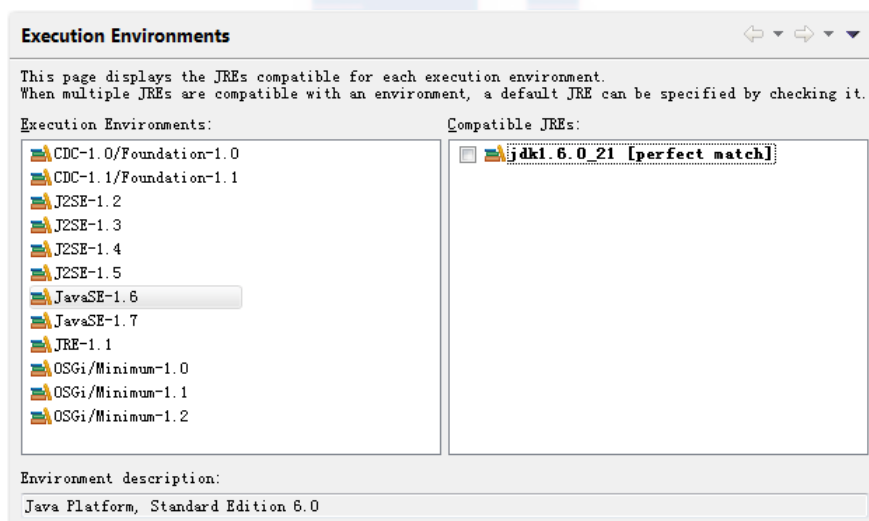 Execution Environments
This page displays the JREs compatible for each execution environment.
When multiple JREs are compatible with an environment, a default JRE can be specified by checking it.
Execution Environments:
CDC-1.0/Foundation-1.0
CDC-1.1/Foundation-1.1
J2SE-1.2
J2SE-1.3
J2SE-1.4
J2SE-1.5
JavaSE-1.6
JavaSE-1.7
JRE-1.1
OSGi/Minimum-1.0
OSGi/Minimum-1.1
OSGi/Minimum-1.2
Compatible JREs:
jdk1.6.0_21 [perfect match]
Environment description:
Java Platform, Standard Edition 6.0